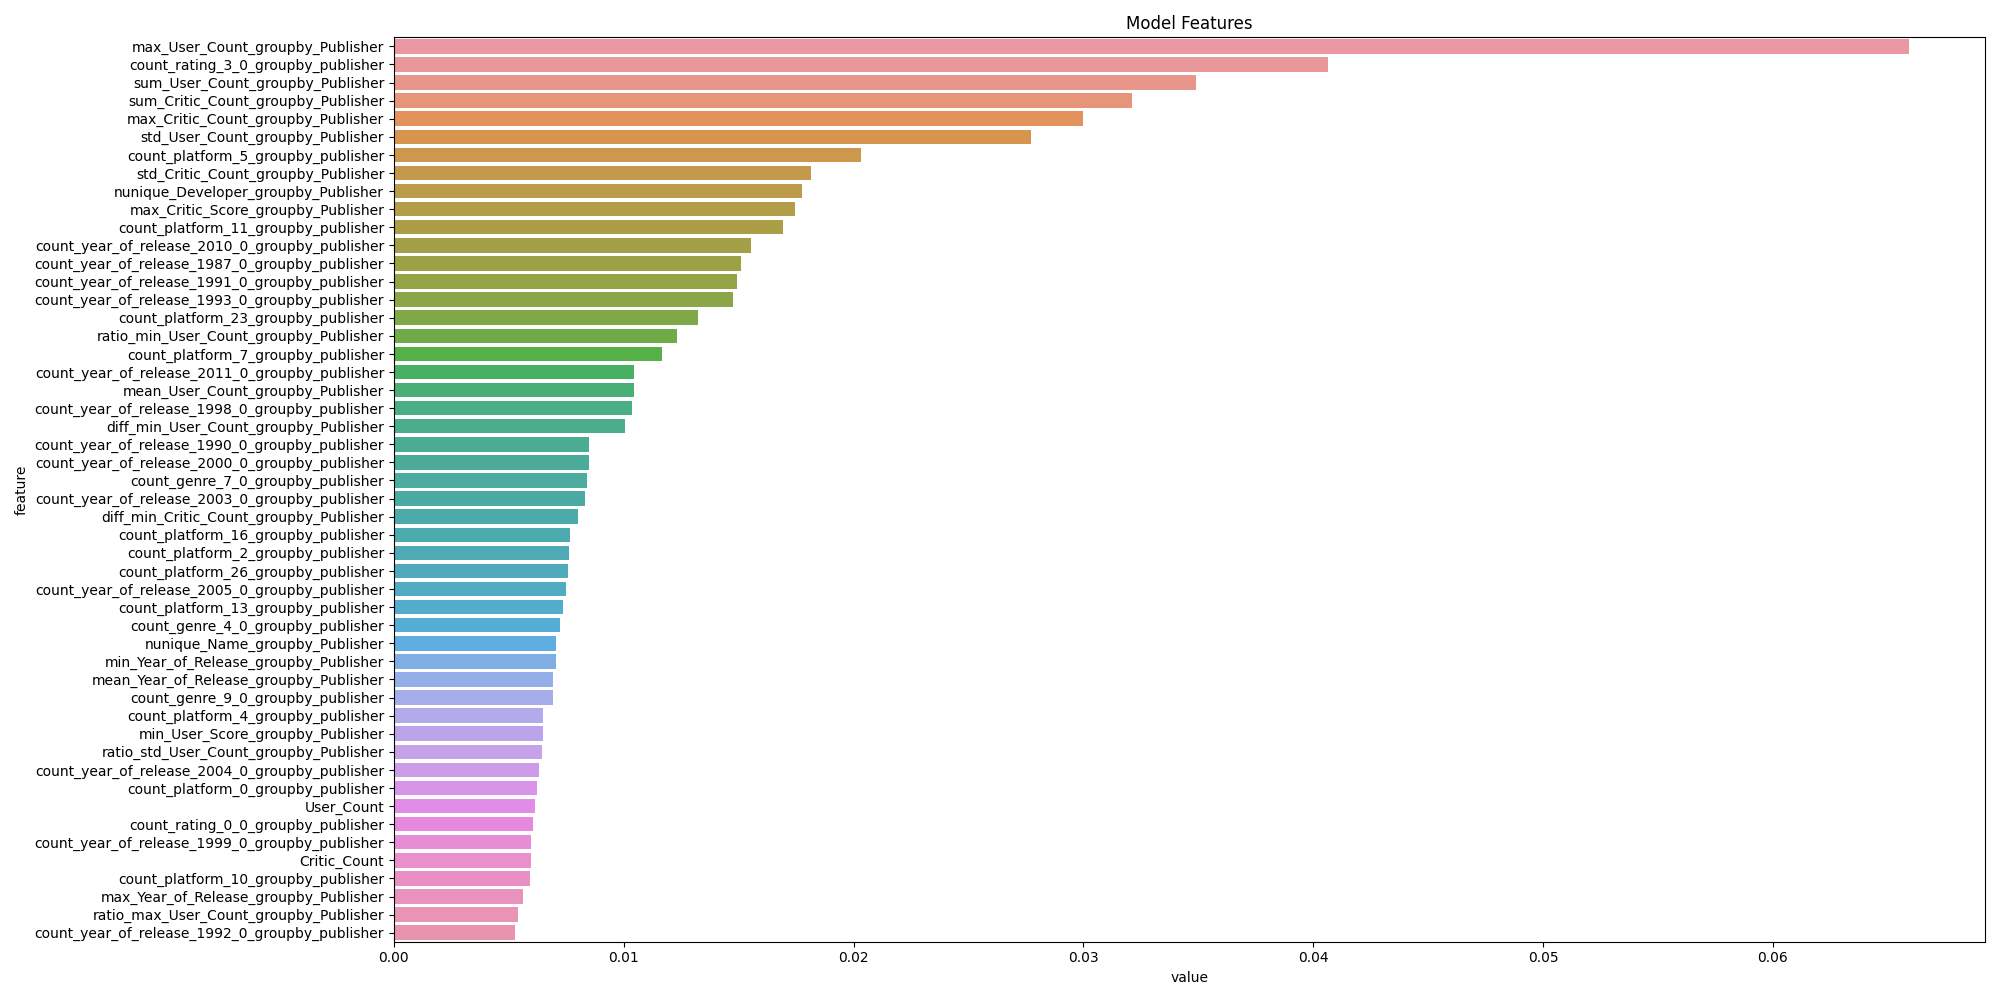 Model Features
max_User_Count_groupby_Publisher
count_rating_3_0_groupby_publisher
sum_User_Count_groupby_Publisher
sum_Critic_Count_groupby_Publisher
max_Critic_Count_groupby_Publisher
std_User_Count_groupby_Publisher
count_platform_5_groupby_publisher
std_Critic_Count_groupby_Publisher
nunique_Developer_groupby_Publisher
max_Critic_Score_groupby_Publisher
count_platform_11_groupby_publisher
count_year_of_release_2010_0_groupby_publisher
count_year_of_release_1987_0_groupby_publisher
count_year_of_release_1991_0_groupby_publisher
count_year_of_release_1993_0_groupby_publisher
count_platform_23_groupby_publisher
ratio_min_User_Count_groupby_Publisher
count_platform_7_groupby_publisher
count_year_of_release_2011_0_groupby_publisher
mean_User_Count_groupby_Publisher
count_year_of_release_1998_0_groupby_publisher
diff_min_User_Count_groupby_Publisher
count_year_of_release_1990_0_groupby_publisher
count_year_of_release_2000_0_groupby_publisher
count_genre_7_0_groupby_publisher
count_year_of_release_2003_0_groupby_publisher
diff_min_Critic_Count_groupby_Publisher
count_platform_16_groupby_publisher
count_platform_2_groupby_publisher
count_platform_26_groupby_publisher
count_year_of_release_2005_0_groupby_publisher
count_platform_13_groupby_publisher
count_genre_4_0_groupby_publisher
nunique_Name_groupby_Publisher
min_Year_of_Release_groupby_Publisher
mean_Year_of_Release_groupby_Publisher
count_genre_9_0_groupby_publisher
count_platform_4_groupby_publisher
min_User_Score_groupby_Publisher
ratio_std_User_Count_groupby_Publisher
count_year_of_release_2004_0_groupby_publisher
count_platform_0_groupby_publisher
User_Count
count_rating_0_0_groupby_publisher
count_year_of_release_1999_0_groupby_publisher
Critic_Count
count_platform_10_groupby_publisher
max_Year_of_Release_groupby_Publisher
ratio_max_User_Count_groupby_Publisher
count_year_of_release_1992_0_groupby_publisher
feature
0.00 0.01 0.02 0.03 0.04 0.05 0.06
value